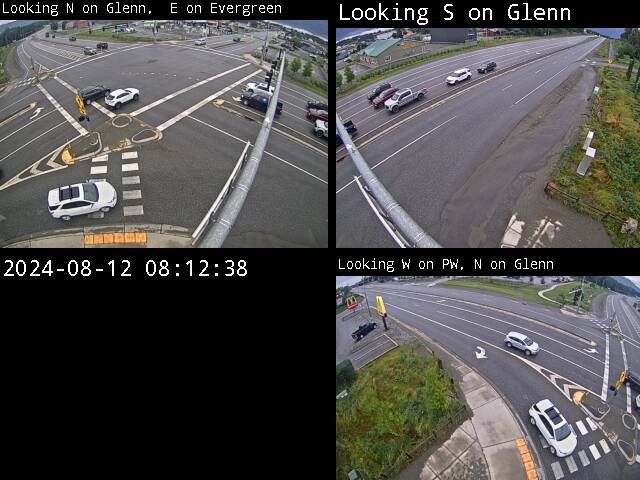 Looking N on Glenn,  E on Evergreen
Looking S on Glenn
2024-08-12 08:12:38
Looking W on PW, N on Glenn